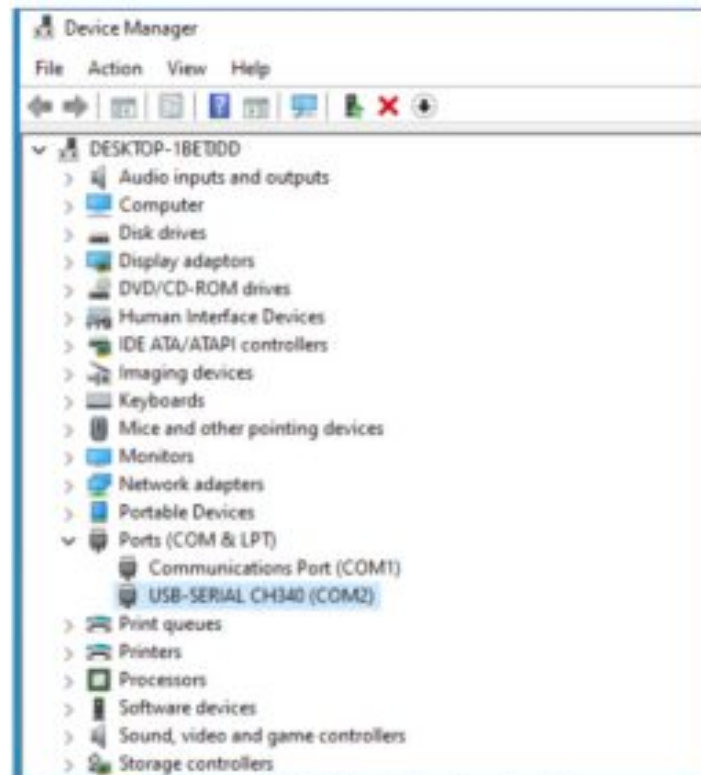 Device Manager
File Action View Help
DESKTOP-1BETJDD
Audio inputs and outputs
Computer
Disk drives
Display adaptors
DVD/CD-ROM drives
Human Interface Devices
IDE ATA/ATAPI controllers
Imaging devices
Keyboards
Mice and other pointing devices
Monitors
Network adapters
Portable Devices
Ports (COM & LPT)
Communications Port (COM1)
USB-SERIAL CH340 (COM2)
Print queues
Printers
Processors
Software devices
Sound, video and game controllers
Storage controllers